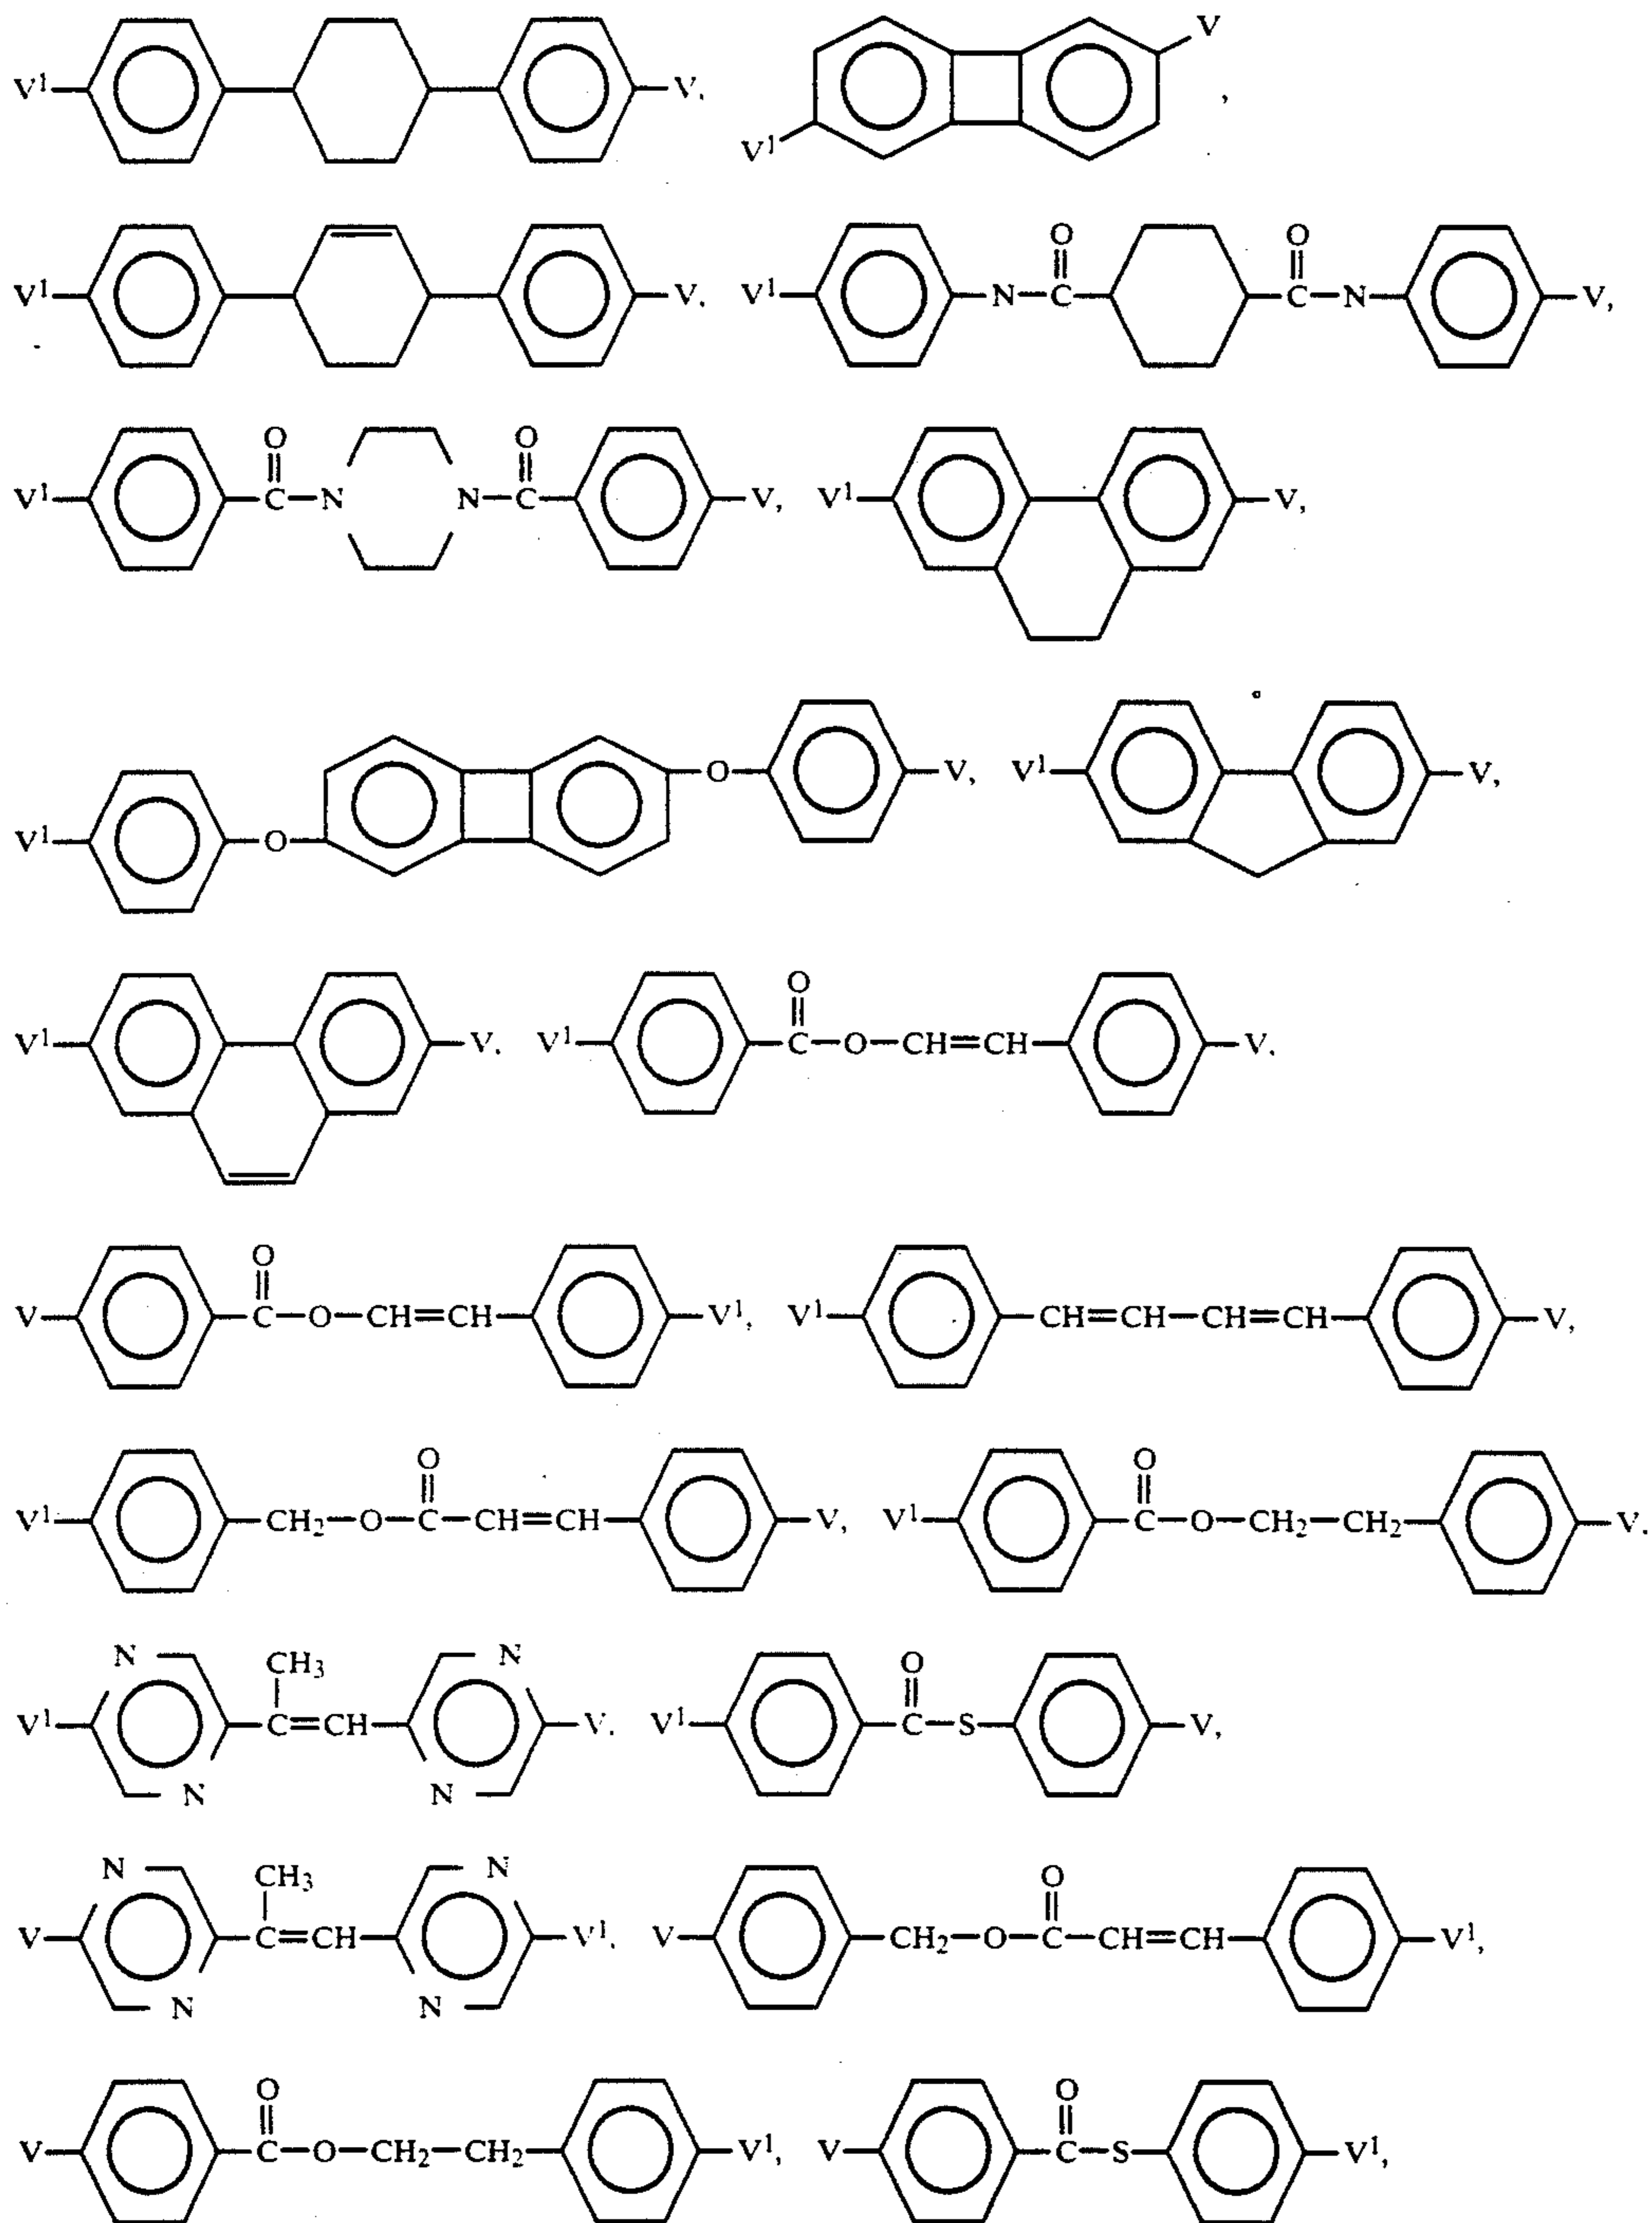 V¹ V, V¹ V ,
V¹ V, V¹ N C O C O N V,
V¹ C O N N C O V, V¹ V,
V¹ O O V, V¹ V,
V¹ V, V¹ C O O CH=CH V,
V C O O CH=CH V¹, V¹ CH=CH CH=CH V,
V¹ CH₂ O C O CH=CH V, V¹ C O O CH₂ CH₂ V,
V¹ N N CH₃ C=CH N N V, V¹ C O S V,
V N N CH₃ C=CH N N V¹, V CH₂ O C O CH=CH V¹,
V C O O CH₂ CH₂ V¹, V C O S V¹,